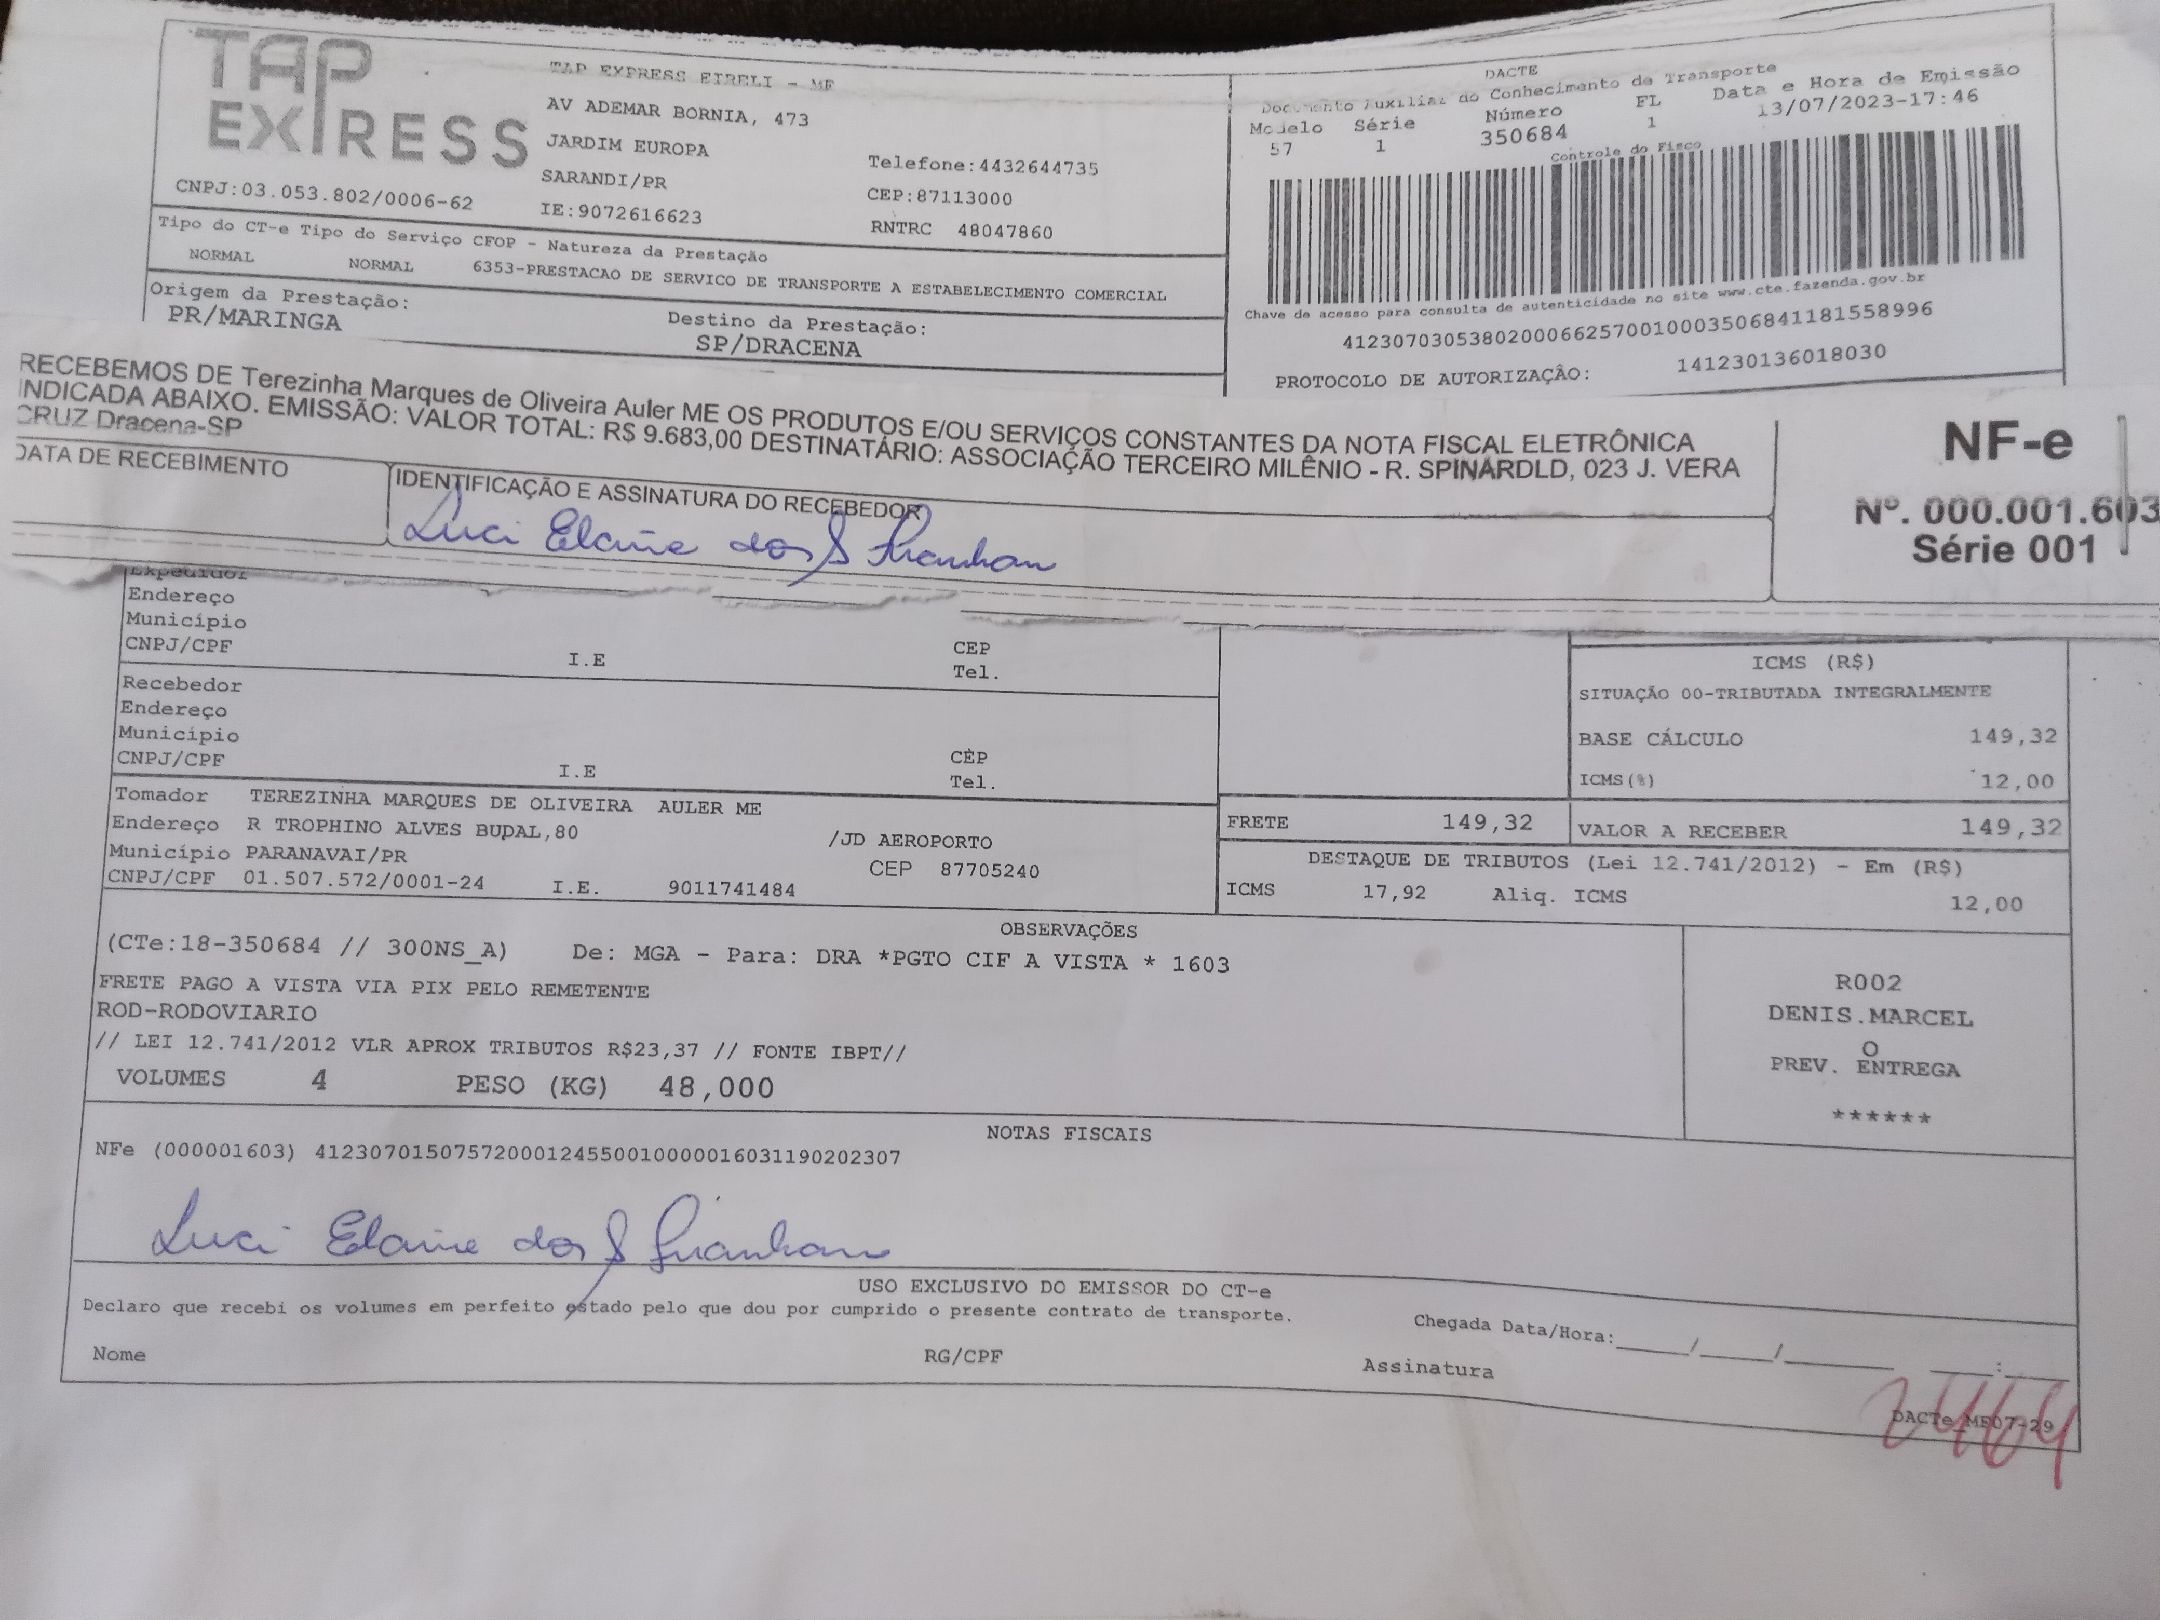 TAP EXPRESS
TAP EXPRESS EIRELI - ME
AV ADEMAR BORNIA, 473
JARDIM EUROPA
SARANDI/PR
Telefone:4432644735
CEP:87113000
CNPJ:03.053.802/0006-62
IE:9072616623
RNTRC 48047860
DACTE
Documento Auxiliar do Conhecimento de Transporte
Modelo Série Número FL Data e Hora de Emissão
57 1 350684 1 13/07/2023-17:46
Controle do Fisco
Tipo do CT-e Tipo do Serviço CFOP - Natureza da Prestação
NORMAL NORMAL 6353-PRESTACAO DE SERVICO DE TRANSPORTE A ESTABELECIMENTO COMERCIAL
Origem da Prestação: Destino da Prestação:
PR/MARINGA SP/DRACENA
Chave de acesso para consulta de autenticidade no site www.cte.fazenda.gov.br
41230703053802000662570010003506841181558996
PROTOCOLO DE AUTORIZAÇÃO: 141230136018030
RECEBEMOS DE Terezinha Marques de Oliveira Auler ME OS PRODUTOS E/OU SERVIÇOS CONSTANTES DA NOTA FISCAL ELETRÔNICA
INDICADA ABAIXO. EMISSÃO: VALOR TOTAL: R$ 9.683,00 DESTINATÁRIO: ASSOCIAÇÃO TERCEIRO MILÊNIO - R. SPINARDLD, 023 J. VERA
CRUZ Dracena-SP
DATA DE RECEBIMENTO
IDENTIFICAÇÃO E ASSINATURA DO RECEBEDOR
Luci Elaine dos S
NF-e
Nº. 000.001.603
Série 001
Expedidor
Endereço
Município
CNPJ/CPF I.E CEP
Tel.
Recebedor
Endereço
Município
CNPJ/CPF I.E CEP
Tel.
ICMS (R$)
SITUAÇÃO 00-TRIBUTADA INTEGRALMENTE
BASE CÁLCULO 149,32
ICMS(%) 12,00
Tomador TEREZINHA MARQUES DE OLIVEIRA AULER ME
Endereço R TROPHINO ALVES BUPAL,80 /JD AEROPORTO
Município PARANAVAI/PR CEP 87705240
CNPJ/CPF 01.507.572/0001-24 I.E. 9011741484
FRETE 149,32 VALOR A RECEBER 149,32
DESTAQUE DE TRIBUTOS (Lei 12.741/2012) - Em (R$)
ICMS 17,92 Aliq. ICMS 12,00
OBSERVAÇÕES
(CTe:18-350684 // 300NS_A) De: MGA - Para: DRA *PGTO CIF A VISTA * 1603
FRETE PAGO A VISTA VIA PIX PELO REMETENTE
ROD-RODOVIARIO
// LEI 12.741/2012 VLR APROX TRIBUTOS R$23,37 // FONTE IBPT//
VOLUMES 4 PESO (KG) 48,000
R002
DENIS.MARCEL
O
PREV. ENTREGA
******
NOTAS FISCAIS
NFe (000001603) 41230701507572000124550010000016031190202307
Luci Elaine dos S
USO EXCLUSIVO DO EMISSOR DO CT-e
Declaro que recebi os volumes em perfeito estado pelo que dou por cumprido o presente contrato de transporte.
Chegada Data/Hora:____/____/______ ___:___
Nome RG/CPF Assinatura
DACTe_MF07-29